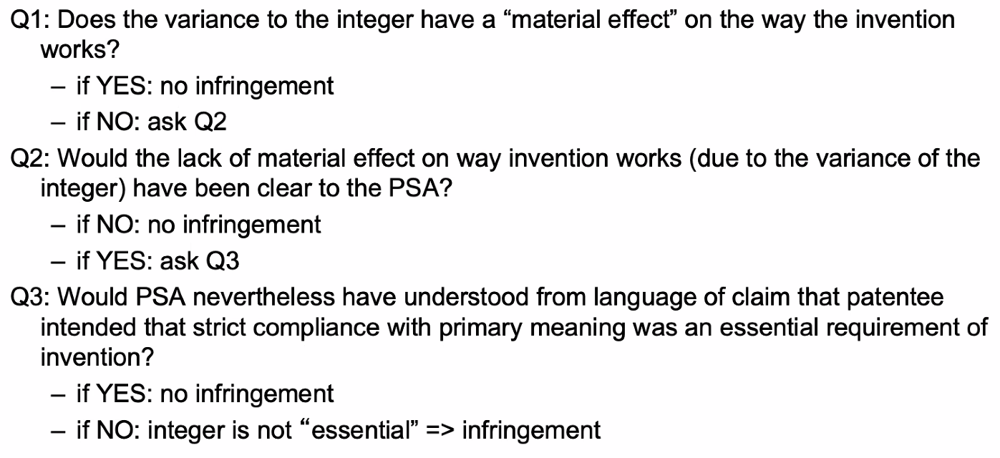 Q1: Does the variance to the integer have a “material effect” on the way the invention
works?
– if YES: no infringement
– if NO: ask Q2
Q2: Would the lack of material effect on way invention works (due to the variance of the
integer) have been clear to the PSA?
– if NO: no infringement
– if YES: ask Q3
Q3: Would PSA nevertheless have understood from language of claim that patentee
intended that strict compliance with primary meaning was an essential requirement of
invention?
– if YES: no infringement
– if NO: integer is not “essential” => infringement